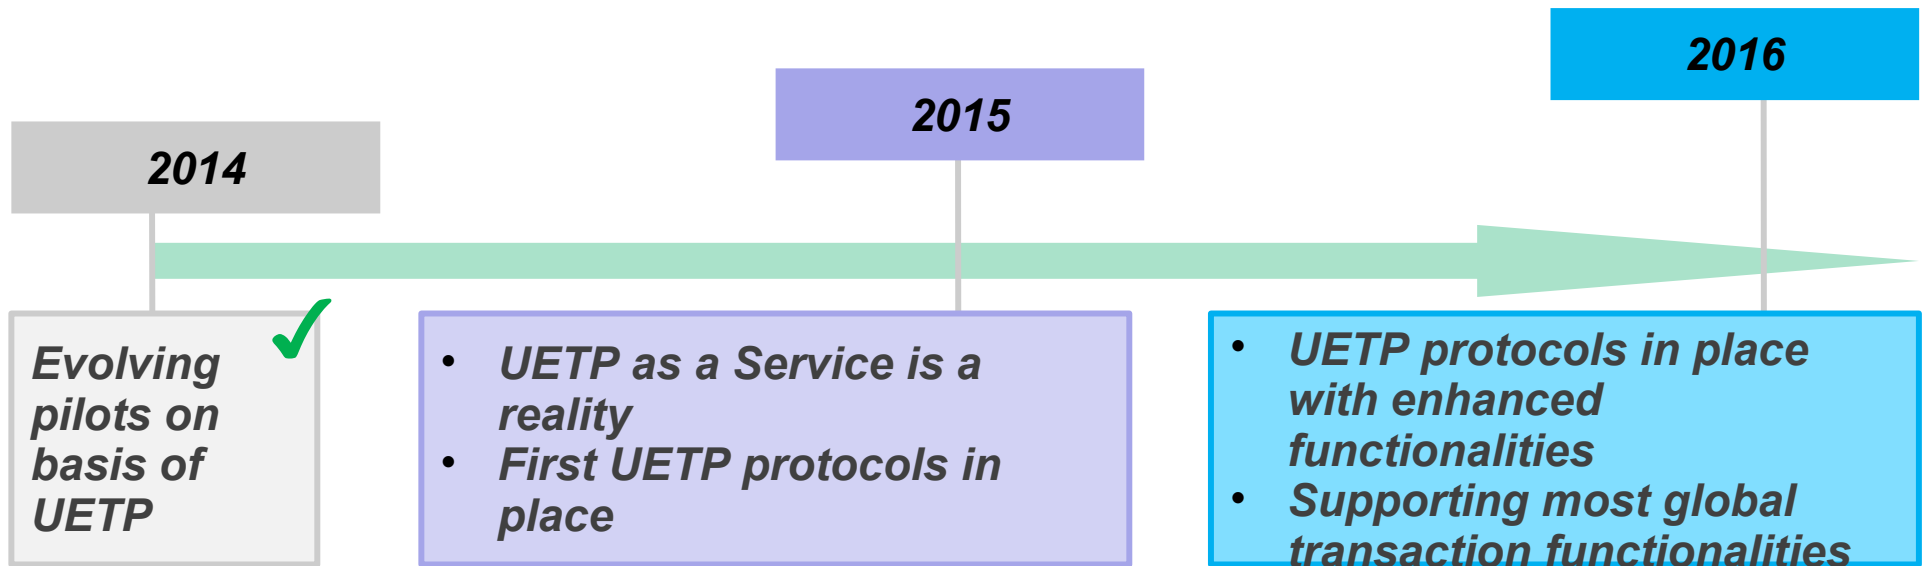 2014
2015
2016
Evolving
pilots on
basis of
UETP
• UETP as a Service is a
reality
• First UETP protocols in
place
• UETP protocols in place
with enhanced
functionalities
• Supporting most global
transaction functionalities